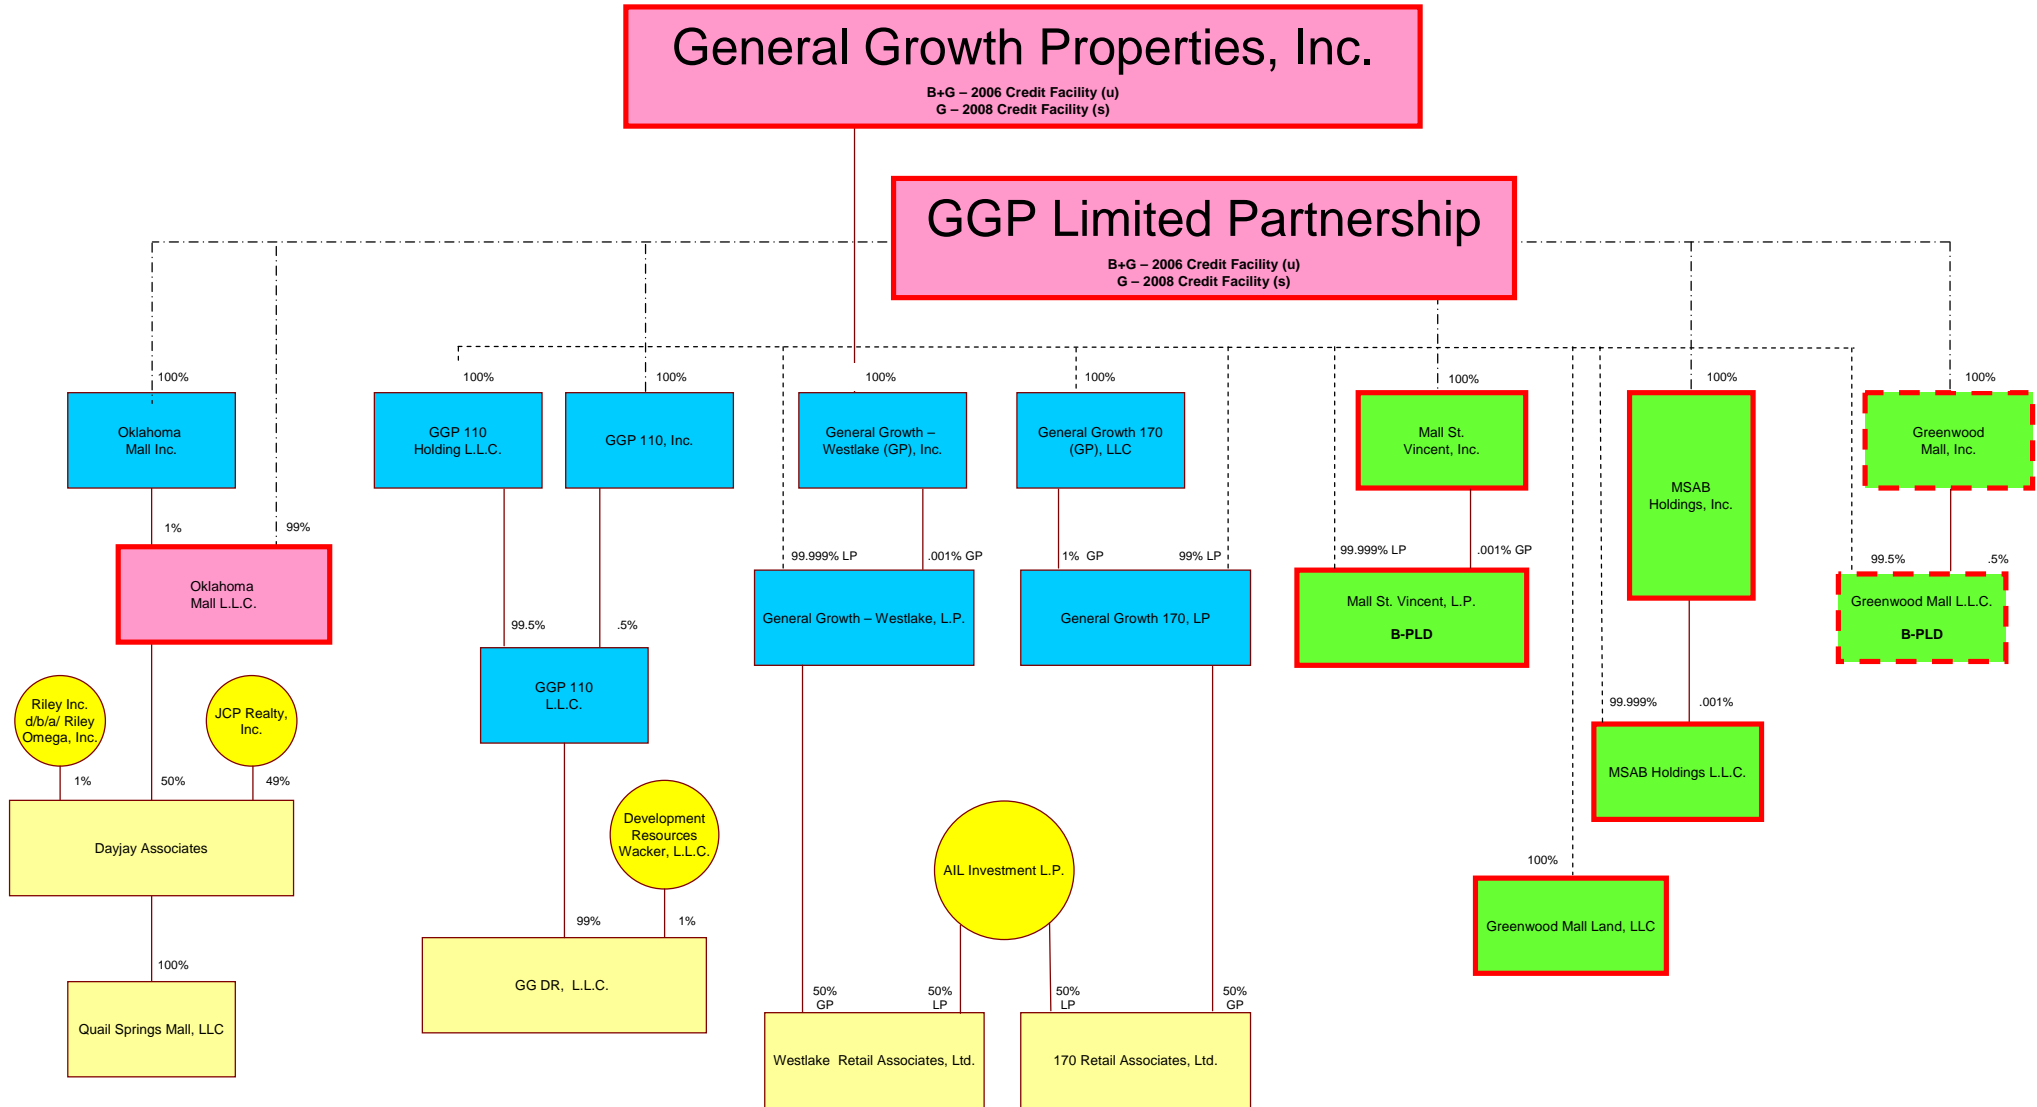 General Growth Properties, Inc.
B+G – 2006 Credit Facility (u)
G – 2008 Credit Facility (s)
GGP Limited Partnership
B+G – 2006 Credit Facility (u)
G – 2008 Credit Facility (s)
100%
100%
100%
100%
100%
100%
100%
100%
Oklahoma
Mall Inc.
GGP 110
Holding L.L.C.
GGP 110, Inc.
General Growth –
Westlake (GP), Inc.
General Growth 170
(GP), LLC
Mall St.
Vincent, Inc.
MSAB
Holdings, Inc.
Greenwood
Mall, Inc.
1%
99%
99.999% LP
.001% GP
1%  GP
99% LP
99.999% LP
.001% GP
99.5%
.5%
Oklahoma
Mall L.L.C.
General Growth – Westlake, L.P.
General Growth 170, LP
Mall St. Vincent, L.P.
B-PLD
Greenwood Mall L.L.C.
B-PLD
99.5%
.5%
GGP 110
L.L.C.
Riley Inc.
d/b/a/ Riley
Omega, Inc.
JCP Realty,
Inc.
99.999%
.001%
MSAB Holdings L.L.C.
1%
50%
49%
Dayjay Associates
Development
Resources
Wacker, L.L.C.
AIL Investment L.P.
100%
Greenwood Mall Land, LLC
99%
1%
GG DR,  L.L.C.
100%
Quail Springs Mall, LLC
50%
GP
50%
LP
50%
LP
50%
GP
Westlake  Retail Associates, Ltd.
170 Retail Associates, Ltd.